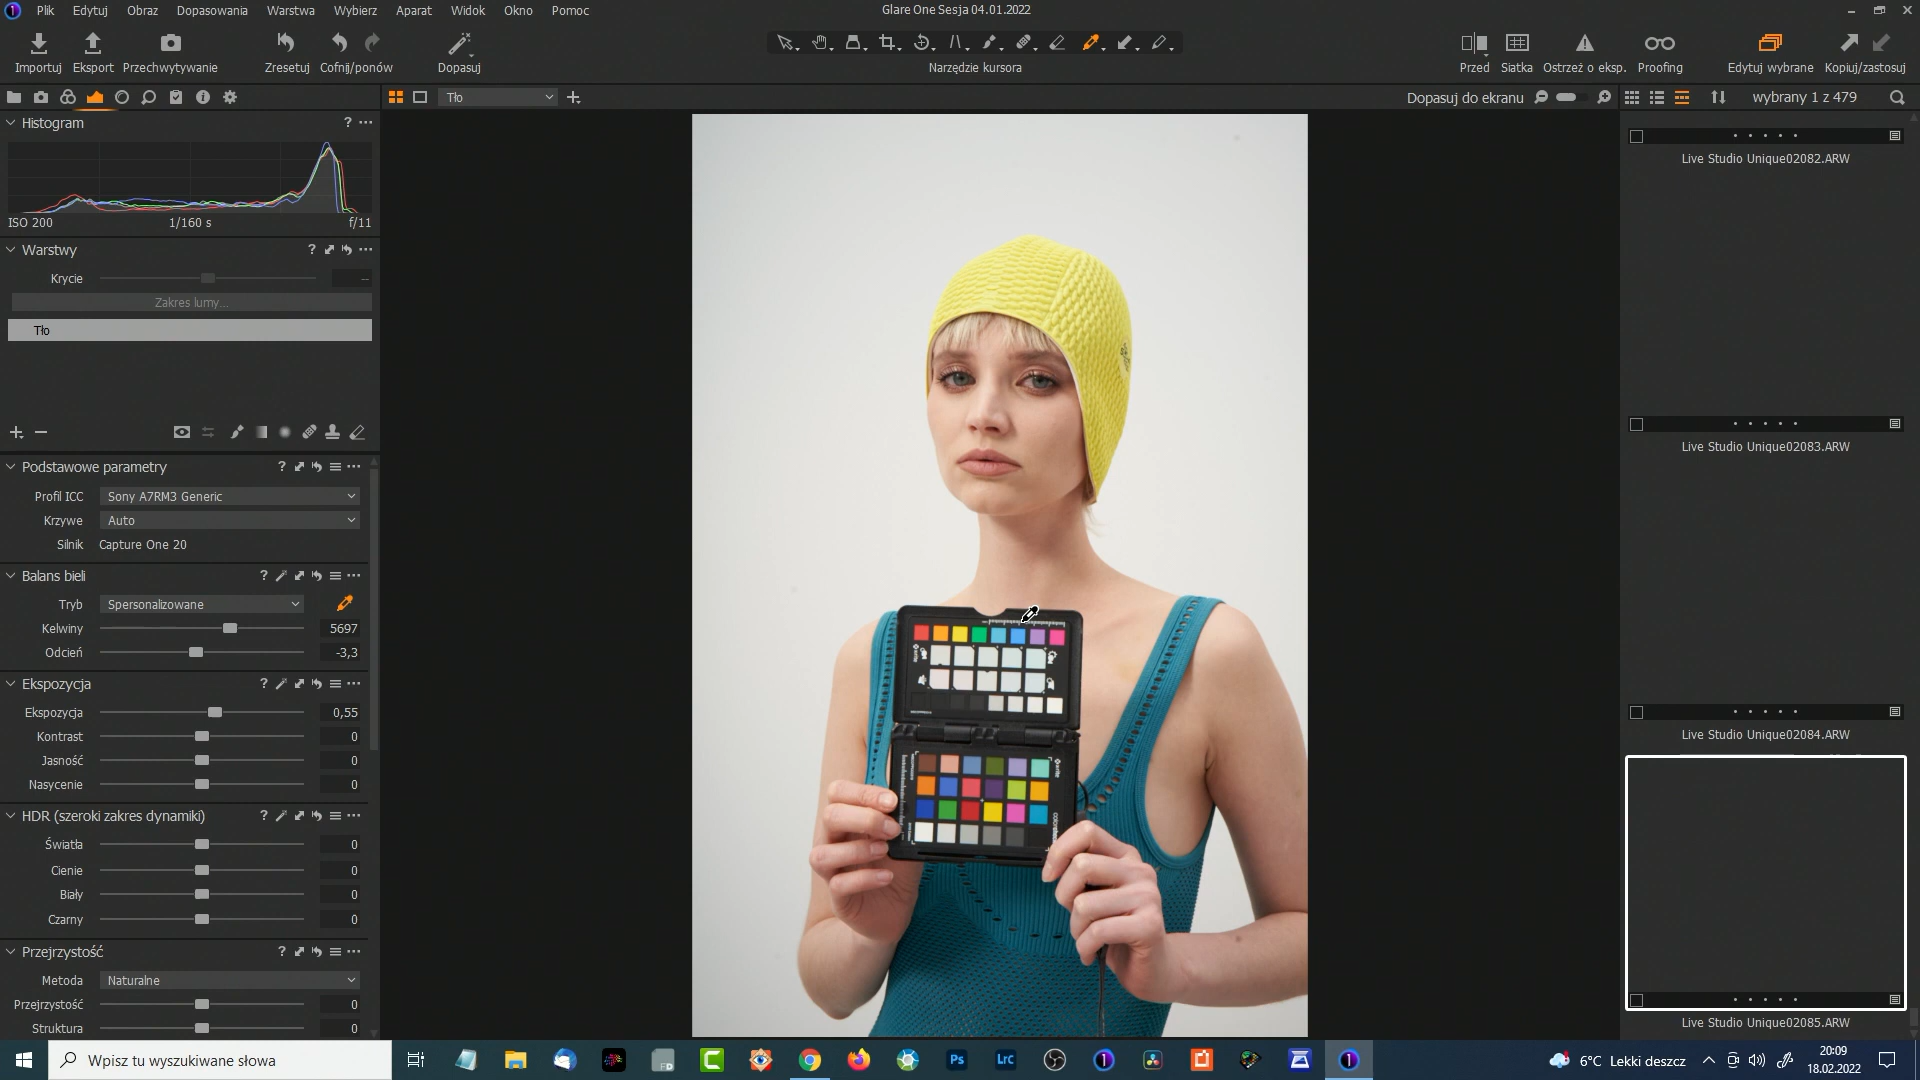 Plik Edytuj Obraz Dopasowania Warstwa Wybierz Aparat Widok Okno Pomoc
Glare One Sesja 04.01.2022
Importuj Eksport Przechwytywanie Zresetuj Cofnij/ponów Dopasuj
Narzędzie kursora
Przed Siatka Ostrzeż o eksp. Proofing Edytuj wybrane Kopiuj/zastosuj
Tło
Dopasuj do ekranu
wybrany 1 z 479
Histogram
ISO 200 1/160 s f/11
Warstwy
Krycie --
Zakres lumy...
Tło
Podstawowe parametry
Profil ICC Sony A7RM3 Generic
Krzywe Auto
Silnik Capture One 20
Balans bieli
Tryb Spersonalizowane
Kelwiny 5697
Odcień -3,3
Ekspozycja
Ekspozycja 0,55
Kontrast 0
Jasność 0
Nasycenie 0
HDR (szeroki zakres dynamiki)
Światła 0
Cienie 0
Biały 0
Czarny 0
Przejrzystość
Metoda Naturalne
Przejrzystość 0
Struktura 0
Live Studio Unique02082.ARW
Live Studio Unique02083.ARW
Live Studio Unique02084.ARW
Live Studio Unique02085.ARW
Wpisz tu wyszukiwane słowa
FD
Ps
Lrc
6°C Lekki deszcz
20:09
18.02.2022